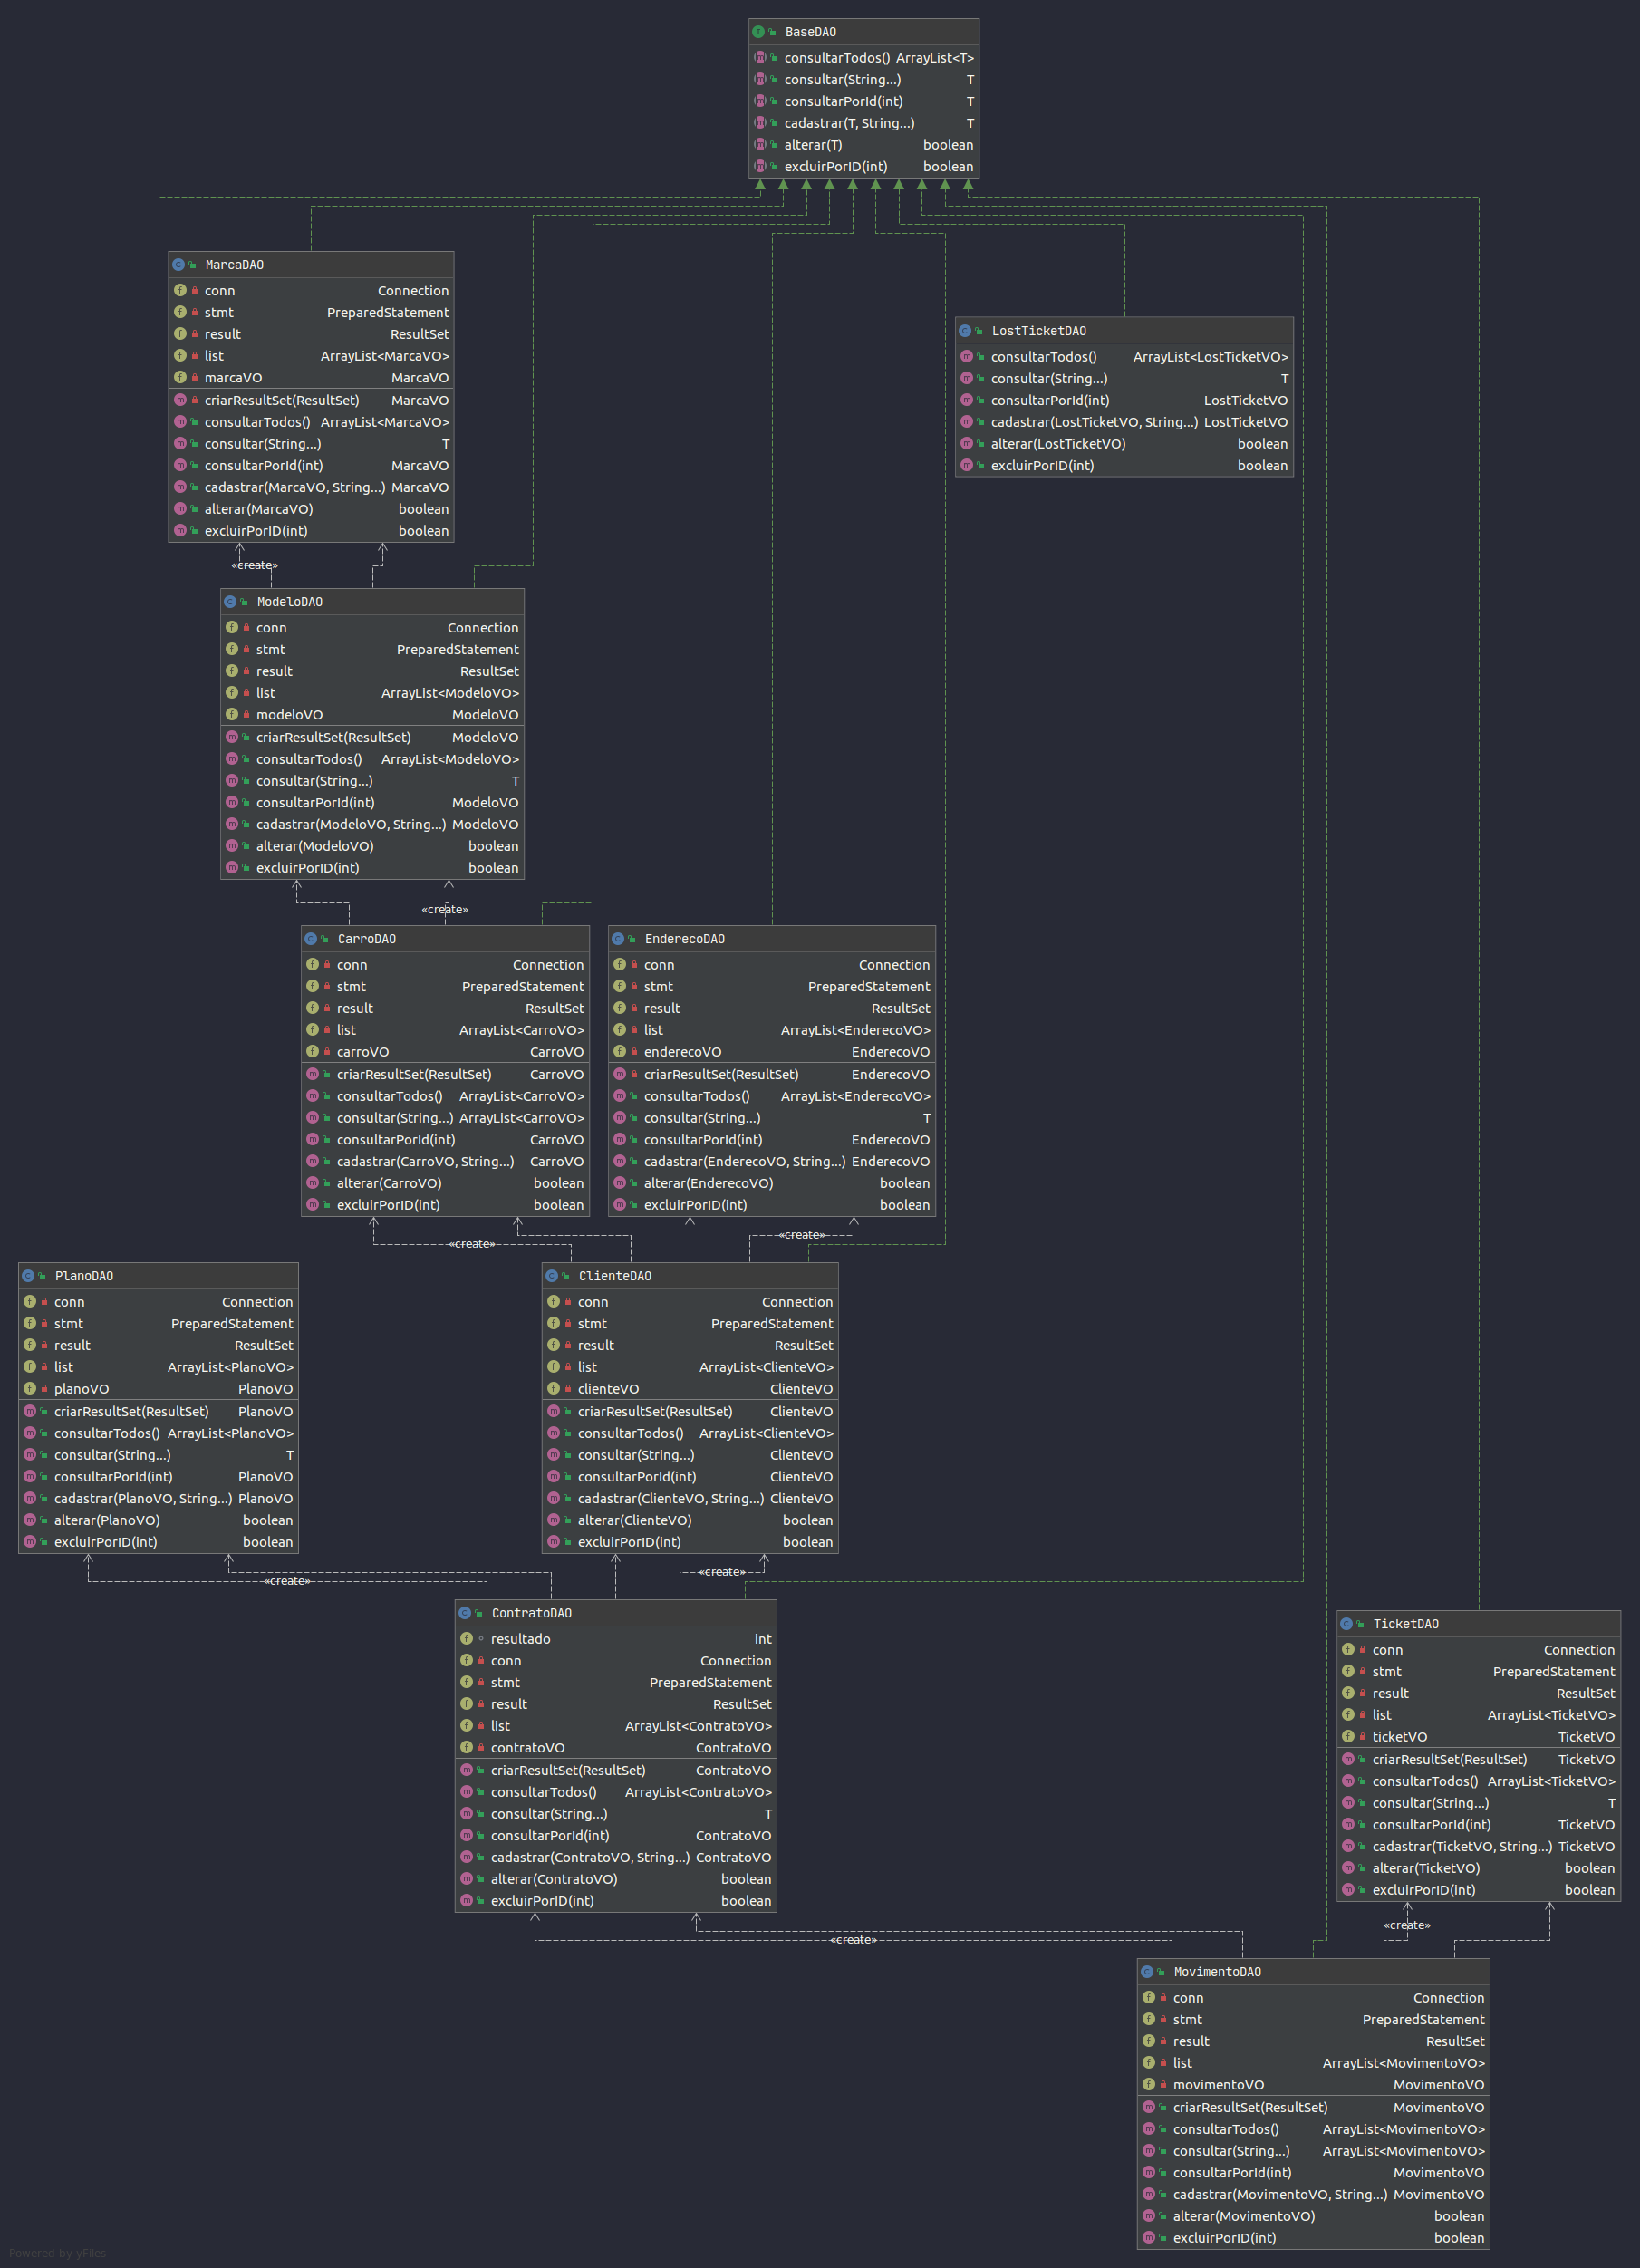 BaseDAO
consultarTodos() ArrayList<T>
consultar(String...) T
consultarPorId(int) T
cadastrar(T, String...) T
alterar(T) boolean
excluirPorID(int) boolean
MarcaDAO
conn Connection
stmt PreparedStatement
result ResultSet
list ArrayList<MarcaVO>
marcaVO MarcaVO
criarResultSet(ResultSet) MarcaVO
consultarTodos() ArrayList<MarcaVO>
consultar(String...) T
consultarPorId(int) MarcaVO
cadastrar(MarcaVO, String...) MarcaVO
alterar(MarcaVO) boolean
excluirPorID(int) boolean
LostTicketDAO
consultarTodos() ArrayList<LostTicketVO>
consultar(String...) T
consultarPorId(int) LostTicketVO
cadastrar(LostTicketVO, String...) LostTicketVO
alterar(LostTicketVO) boolean
excluirPorID(int) boolean
«create»
ModeloDAO
conn Connection
stmt PreparedStatement
result ResultSet
list ArrayList<ModeloVO>
modeloVO ModeloVO
criarResultSet(ResultSet) ModeloVO
consultarTodos() ArrayList<ModeloVO>
consultar(String...) T
consultarPorId(int) ModeloVO
cadastrar(ModeloVO, String...) ModeloVO
alterar(ModeloVO) boolean
excluirPorID(int) boolean
«create»
CarroDAO
conn Connection
stmt PreparedStatement
result ResultSet
list ArrayList<CarroVO>
carroVO CarroVO
criarResultSet(ResultSet) CarroVO
consultarTodos() ArrayList<CarroVO>
consultar(String...) ArrayList<CarroVO>
consultarPorId(int) CarroVO
cadastrar(CarroVO, String...) CarroVO
alterar(CarroVO) boolean
excluirPorID(int) boolean
EnderecoDAO
conn Connection
stmt PreparedStatement
result ResultSet
list ArrayList<EnderecoVO>
enderecoVO EnderecoVO
criarResultSet(ResultSet) EnderecoVO
consultarTodos() ArrayList<EnderecoVO>
consultar(String...) T
consultarPorId(int) EnderecoVO
cadastrar(EnderecoVO, String...) EnderecoVO
alterar(EnderecoVO) boolean
excluirPorID(int) boolean
«create»
«create»
PlanoDAO
conn Connection
stmt PreparedStatement
result ResultSet
list ArrayList<PlanoVO>
planoVO PlanoVO
criarResultSet(ResultSet) PlanoVO
consultarTodos() ArrayList<PlanoVO>
consultar(String...) T
consultarPorId(int) PlanoVO
cadastrar(PlanoVO, String...) PlanoVO
alterar(PlanoVO) boolean
excluirPorID(int) boolean
ClienteDAO
conn Connection
stmt PreparedStatement
result ResultSet
list ArrayList<ClienteVO>
clienteVO ClienteVO
criarResultSet(ResultSet) ClienteVO
consultarTodos() ArrayList<ClienteVO>
consultar(String...) ClienteVO
consultarPorId(int) ClienteVO
cadastrar(ClienteVO, String...) ClienteVO
alterar(ClienteVO) boolean
excluirPorID(int) boolean
«create»
«create»
ContratoDAO
resultado int
conn Connection
stmt PreparedStatement
result ResultSet
list ArrayList<ContratoVO>
contratoVO ContratoVO
criarResultSet(ResultSet) ContratoVO
consultarTodos() ArrayList<ContratoVO>
consultar(String...) T
consultarPorId(int) ContratoVO
cadastrar(ContratoVO, String...) ContratoVO
alterar(ContratoVO) boolean
excluirPorID(int) boolean
TicketDAO
conn Connection
stmt PreparedStatement
result ResultSet
list ArrayList<TicketVO>
ticketVO TicketVO
criarResultSet(ResultSet) TicketVO
consultarTodos() ArrayList<TicketVO>
consultar(String...) T
consultarPorId(int) TicketVO
cadastrar(TicketVO, String...) TicketVO
alterar(TicketVO) boolean
excluirPorID(int) boolean
«create»
«create»
MovimentoDAO
conn Connection
stmt PreparedStatement
result ResultSet
list ArrayList<MovimentoVO>
movimentoVO MovimentoVO
criarResultSet(ResultSet) MovimentoVO
consultarTodos() ArrayList<MovimentoVO>
consultar(String...) ArrayList<MovimentoVO>
consultarPorId(int) MovimentoVO
cadastrar(MovimentoVO, String...) MovimentoVO
alterar(MovimentoVO) boolean
excluirPorID(int) boolean
Powered by yFiles